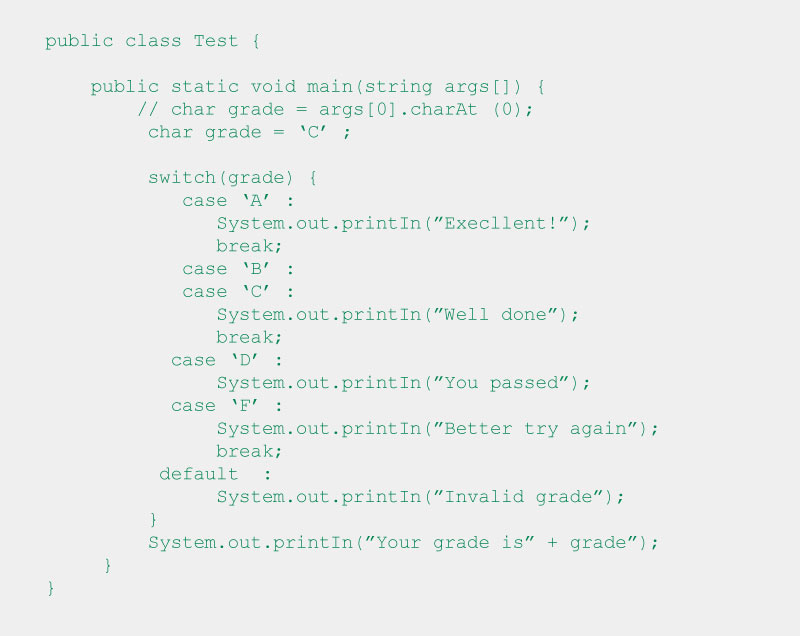 public class Test {
public static void main(string args[]) {
// char grade = args[0].charAt (0);
char grade = ‘C’ ;
switch(grade) {
case ‘A’ :
System.out.printIn(”Execllent!”);
break;
case ‘B’ :
case ‘C’ :
System.out.printIn(”Well done”);
break;
case ‘D’ :
System.out.printIn(”You passed”);
case ‘F’ :
System.out.printIn(”Better try again”);
break;
default  :
System.out.printIn(”Invalid grade”);
}
System.out.printIn(”Your grade is” + grade”);
}
}